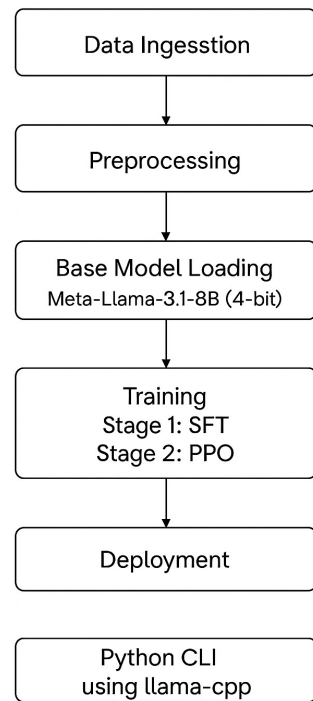 Data Ingesstion
Preprocessing
Base Model Loading
Meta-Llama-3.1-8B (4-bit)
Training
Stage 1: SFT
Stage 2: PPO
Deployment
Python CLI
using llama-cpp